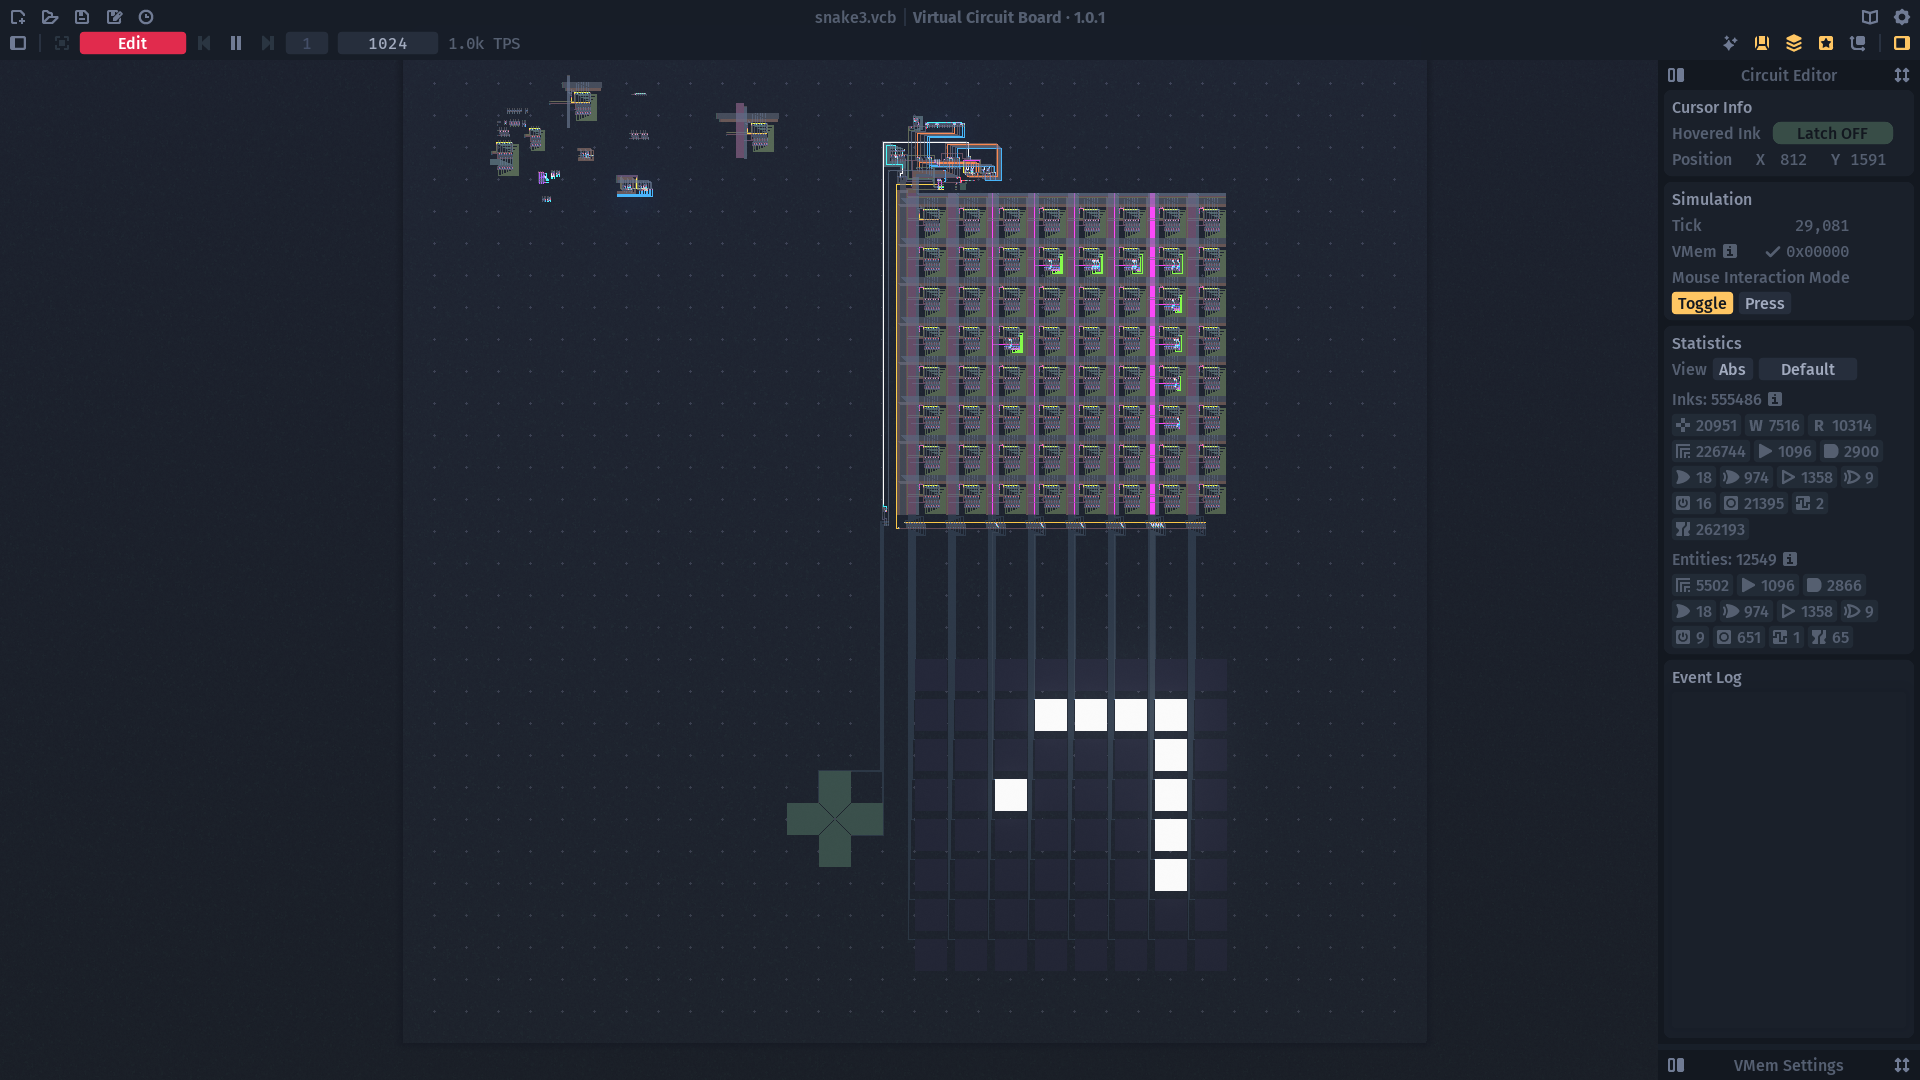 snake3.vcb | Virtual Circuit Board · 1.0.1
Edit 1 1024 1.0k TPS
Circuit Editor
Cursor Info
Hovered Ink Latch OFF
Position X 812 Y 1591
Simulation
Tick 29,081
VMem 0x00000
Mouse Interaction Mode
Toggle Press
Statistics
View Abs Default
Inks: 555486
20951 W 7516 R 10314
226744 1096 2900
18 974 1358 9
16 21395 2
262193
Entities: 12549
5502 1096 2866
18 974 1358 9
9 651 1 65
Event Log
VMem Settings